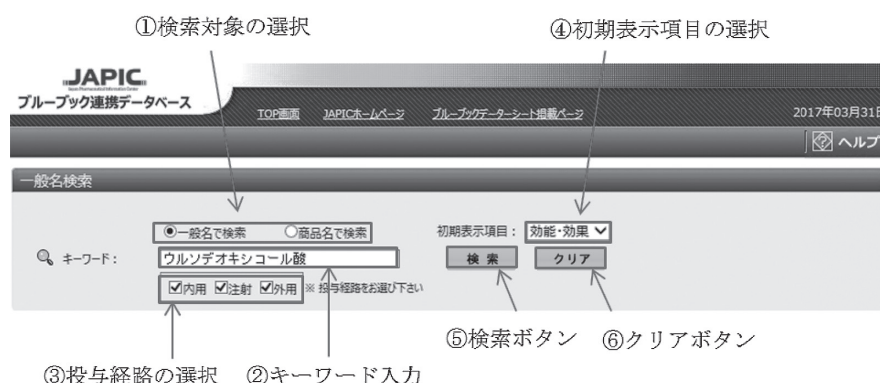 ①検索対象の選択
④初期表示項目の選択
JAPIC
ブルーブック連携データベース
TOP画面 JAPICホームページ ブルーブックデーターシート掲載ページ 2017年03月31日
ヘルプ
一般名検索
一般名で検索 商品名で検索 初期表示項目： 効能・効果
キーワード： ウルソデオキシコール酸 検索 クリア
内用 注射 外用 ※ 投与経路をお選び下さい
⑤検索ボタン ⑥クリアボタン
③投与経路の選択 ②キーワード入力